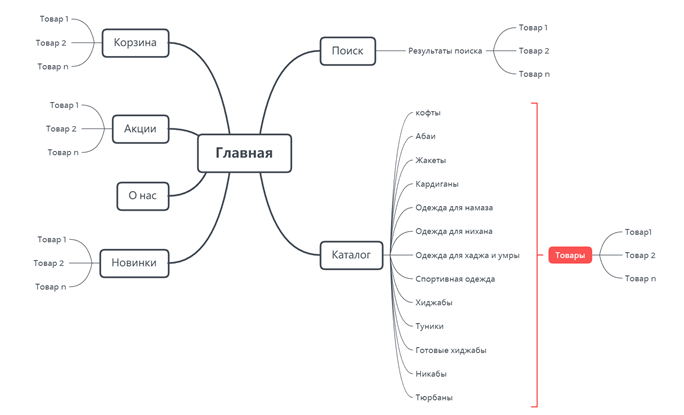 Главная
Корзина
Товар 1
Товар 2
Товар n
Акции
Товар 1
Товар 2
Товар n
О нас
Новинки
Товар 1
Товар 2
Товар n
Поиск
Результаты поиска
Товар 1
Товар 2
Товар n
Каталог
кофты
Абаи
Жакеты
Кардиганы
Одежда для намаза
Одежда для нихана
Одежда для хаджа и умры
Спортивная одежда
Хиджабы
Туники
Готовые хиджабы
Никабы
Тюрбаны
Товары
Товар1
Товар 2
Товар n